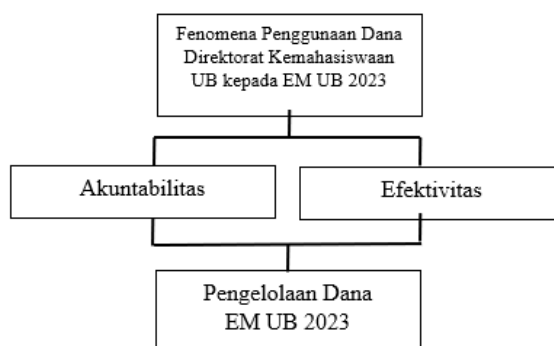 Fenomena Penggunaan Dana
Direktorat Kemahasiswaan
UB kepada EM UB 2023
Akuntabilitas
Efektivitas
Pengelolaan Dana
EM UB 2023